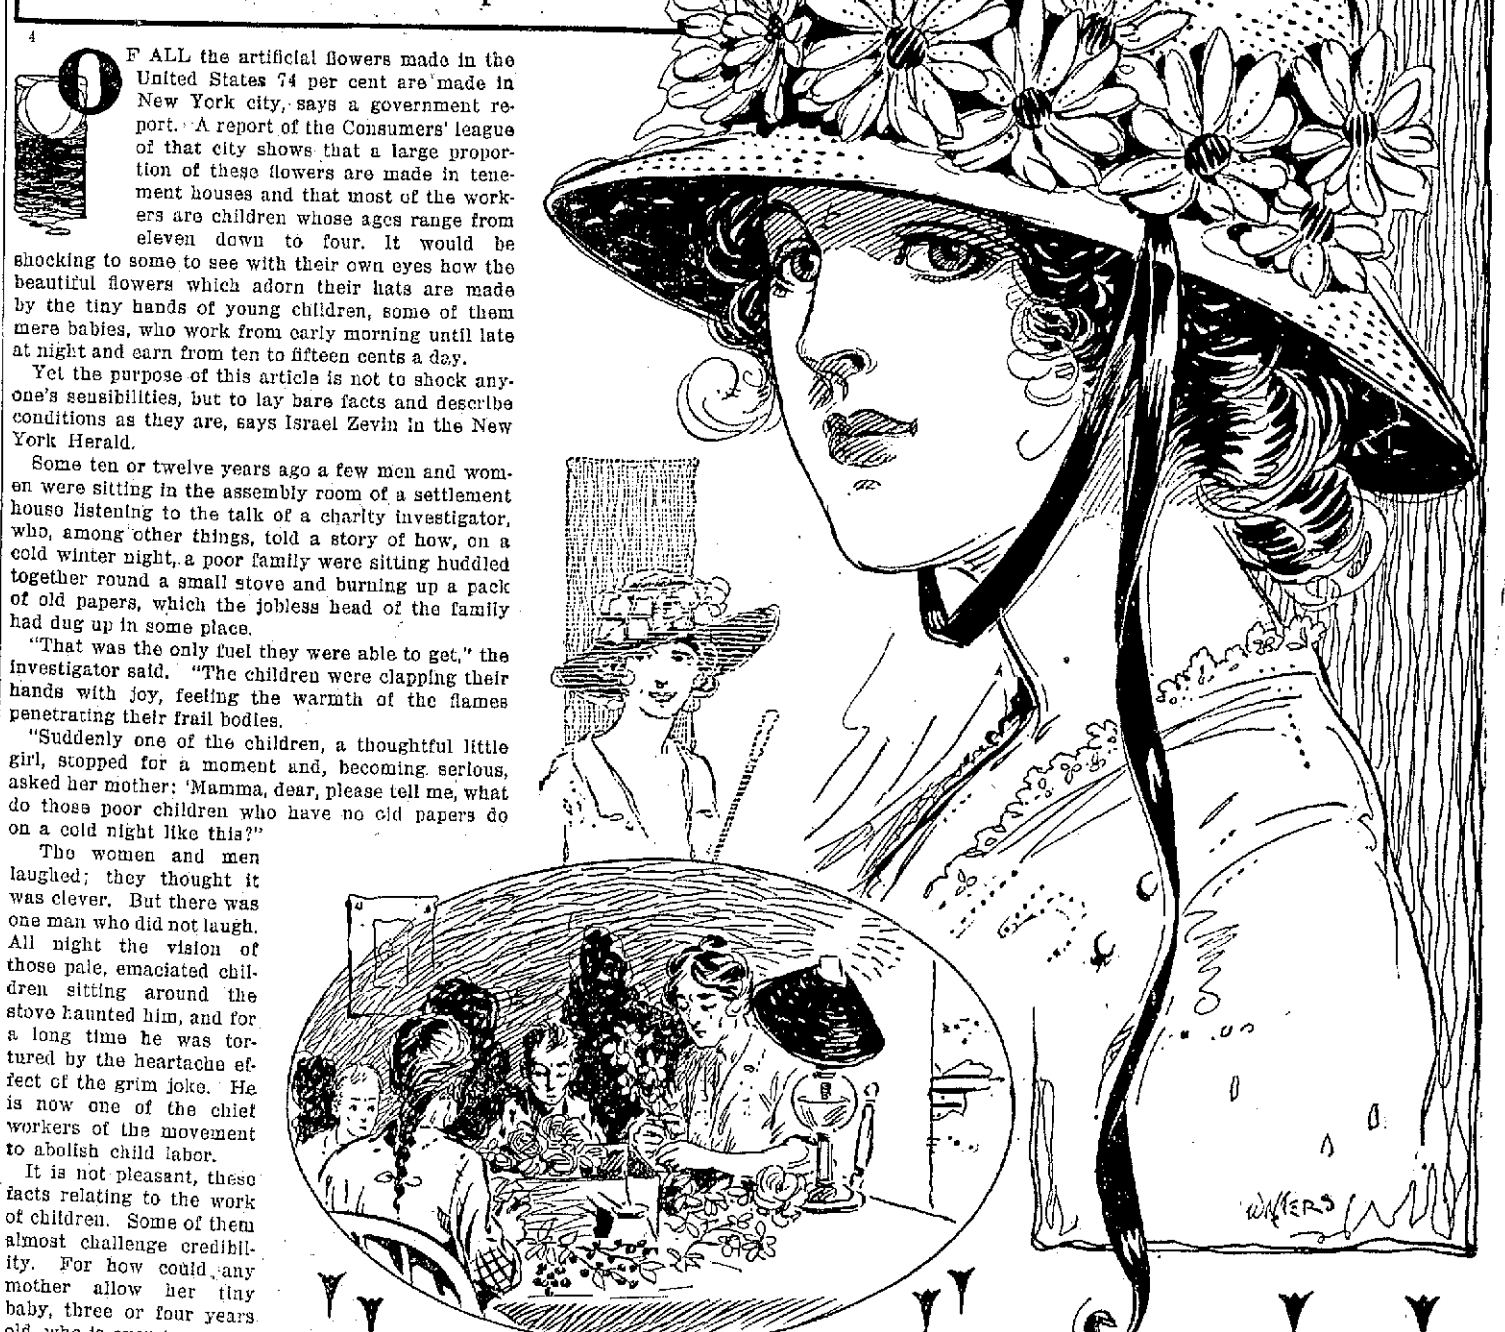 4
OF ALL the artificial flowers made in the
United States 74 per cent are made in
New York city, says a government re-
port. A report of the Consumers' league
of that city shows that a large propor-
tion of these flowers are made in tene-
ment houses and that most of the work-
ers are children whose ages range from
eleven down to four. It would be
shocking to some to see with their own eyes how the
beautiful flowers which adorn their hats are made
by the tiny hands of young children, some of them
mere babies, who work from early morning until late
at night and earn from ten to fifteen cents a day.
Yet the purpose of this article is not to shock any-
one's sensibilities, but to lay bare facts and describe
conditions as they are, says Israel Zevin in the New
York Herald.
Some ten or twelve years ago a few men and wom-
en were sitting in the assembly room of a settlement
house listening to the talk of a charity investigator,
who, among other things, told a story of how, on a
cold winter night, a poor family were sitting huddled
together round a small stove and burning up a pack
of old papers, which the jobless head of the family
had dug up in some place.
"That was the only fuel they were able to get," the
investigator said. "The children were clapping their
hands with joy, feeling the warmth of the flames
penetrating their frail bodies.
"Suddenly one of the children, a thoughtful little
girl, stopped for a moment and, becoming serious,
asked her mother: 'Mamma, dear, please tell me, what
do those poor children who have no old papers do
on a cold night like this?"
The women and men
laughed; they thought it
was clever. But there was
one man who did not laugh.
All night the vision of
those pale, emaciated chil-
dren sitting around the
stove haunted him, and for
a long time he was tor-
tured by the heartache ef-
fect of the grim joke. He
is now one of the chief
workers of the movement
to abolish child labor.
It is not pleasant, these
facts relating to the work
of children. Some of them
almost challenge credibil-
ity. For how could any
mother allow her tiny
baby, three or four years
WALTERS